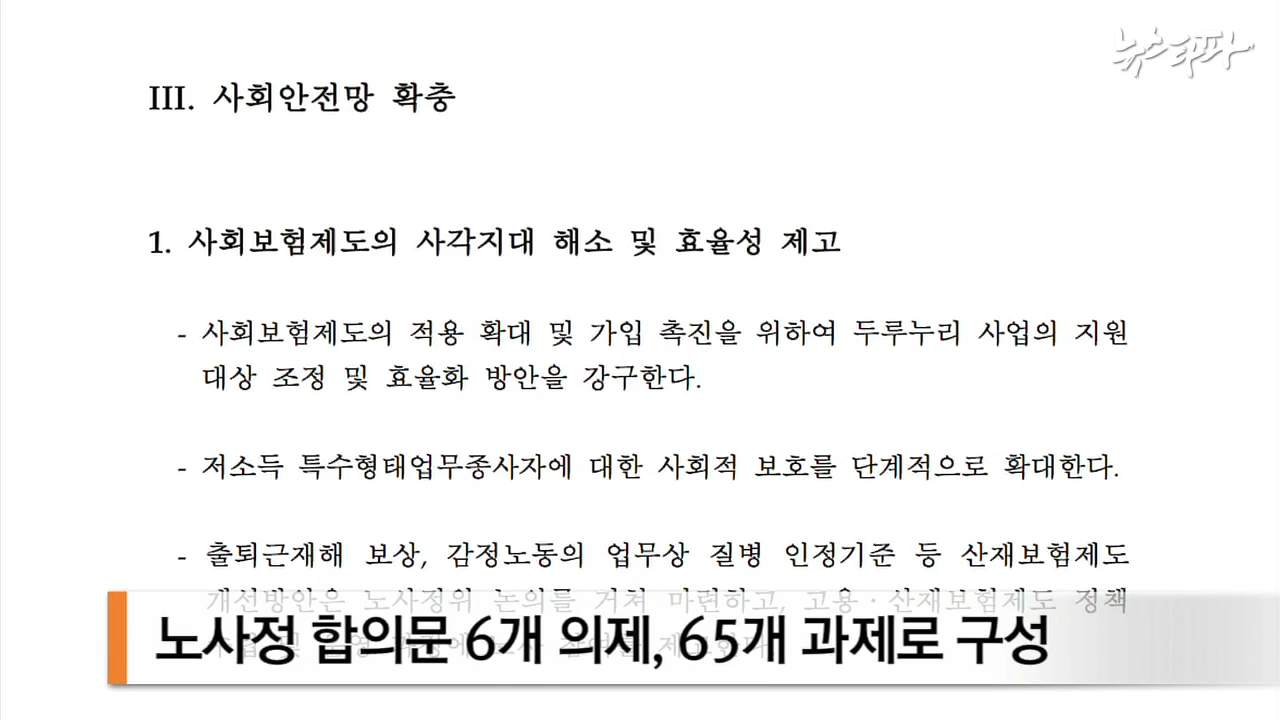 뉴스타파
III. 사회안전망 확충
1. 사회보험제도의 사각지대 해소 및 효율성 제고
- 사회보험제도의 적용 확대 및 가입 촉진을 위하여 두루누리 사업의 지원
대상 조정 및 효율화 방안을 강구한다.
- 저소득 특수형태업무종사자에 대한 사회적 보호를 단계적으로 확대한다.
- 출퇴근재해 보상, 감정노동의 업무상 질병 인정기준 등 산재보험제도
개선방안은 노사정위 논의를 거쳐 마련하고, 고용·산재보험제도 정책
노사정 합의문 6개 의제, 65개 과제로 구성